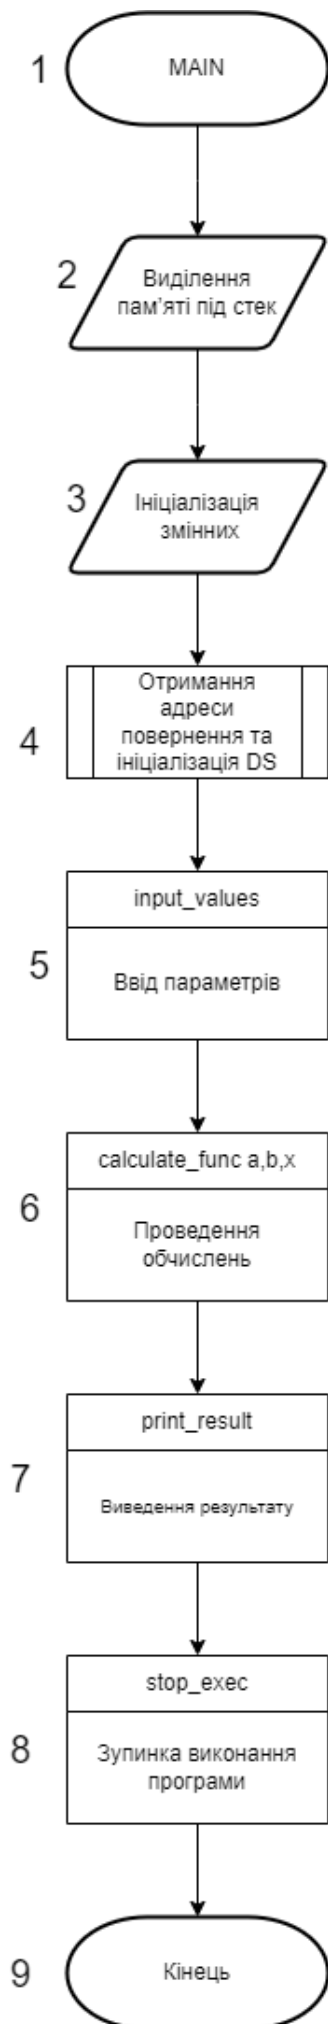 1
MAIN
2
Виділення
пам'яті під стек
3
Ініціалізація
змінних
4
Отримання
адреси
повернення та
ініціалізація DS
input_values
5
Ввід параметрів
calculate_func a,b,x
6
Проведення
обчислень
print_result
7
Виведення результату
stop_exec
8
Зупинка виконання
програми
9
Кінець